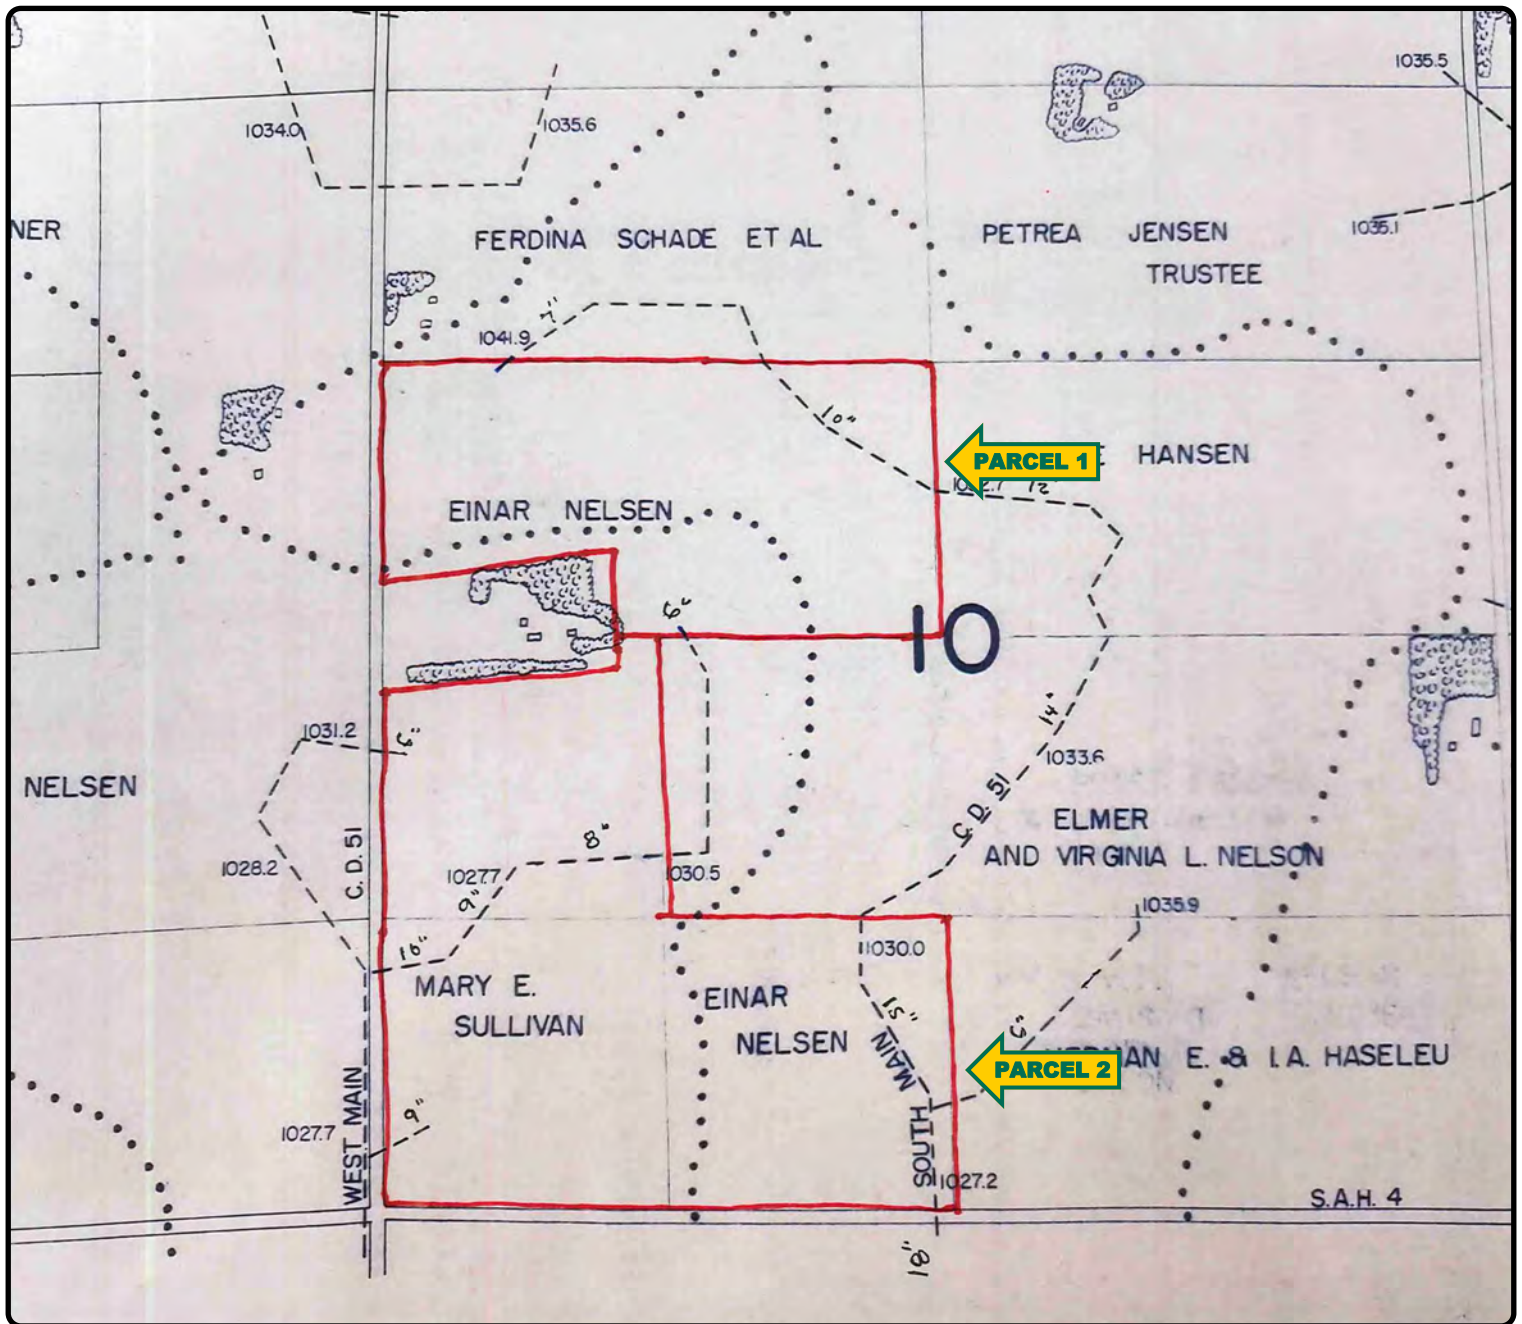 1035.5
1034.0
1035.6
NER
FERDINA SCHADE ET AL
PETREA JENSEN
TRUSTEE
1035.1
7"
1041.9
10"
PARCEL 1
HANSEN
12"
EINAR NELSEN
6"
10
1031.2
5"
14"
1033.6
NELSEN
C.D. 51
ELMER
AND VIRGINIA L. NELSON
8"
1028.2
C.D. 51
1027.7
1030.5
9"
1035.9
10"
1030.0
MARY E.
SULLIVAN
EINAR
NELSEN
15"
5"
MAIN
PARCEL 2
E. & I.A. HASELEU
1027.7
WEST MAIN
6"
SOUTH
1027.2
S.A.H. 4
18"